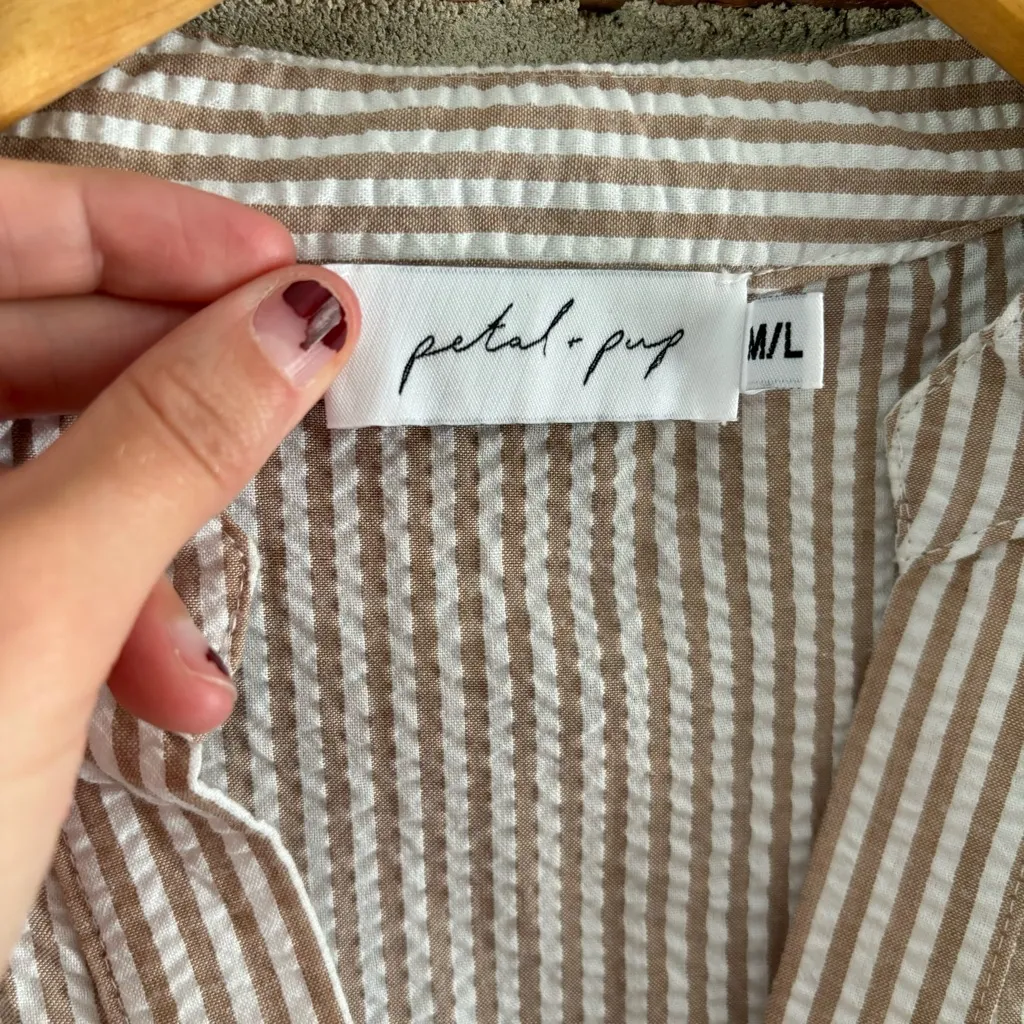 petal + pup
M/L